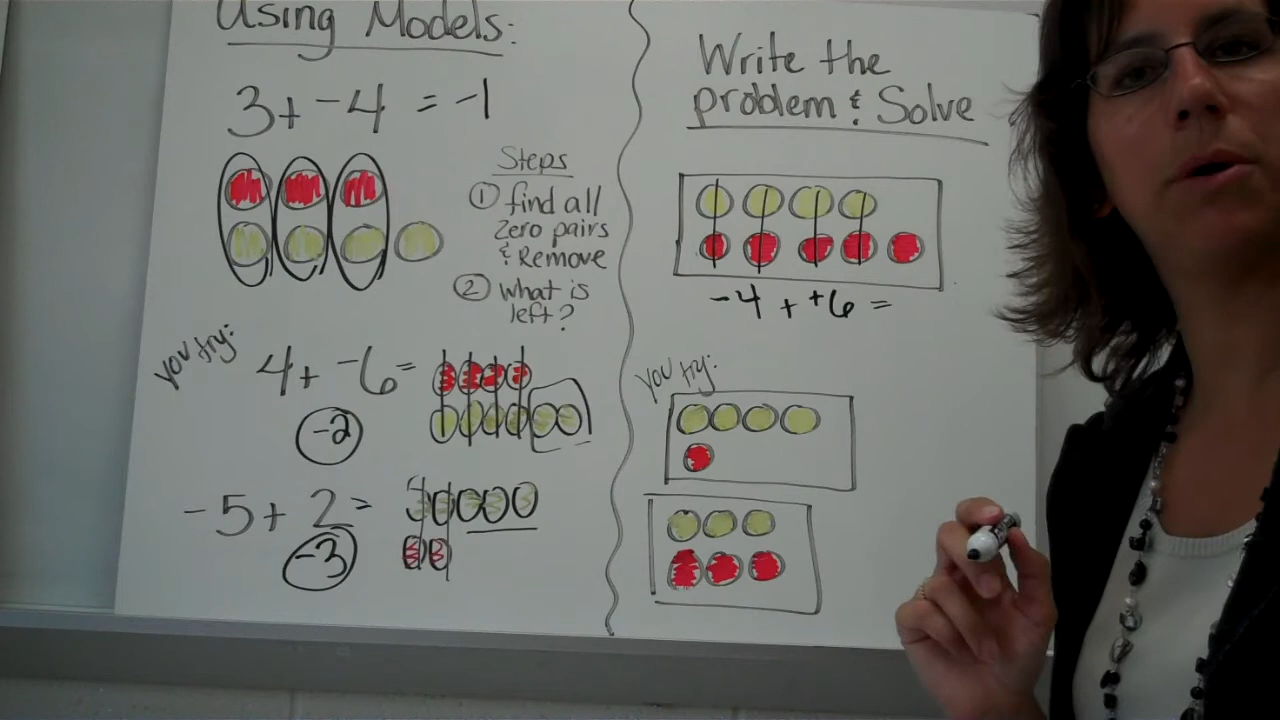 Using Models:
3 + -4 = -1
Steps
① find all
Zero pairs
& Remove
② What is
left?
you try:
4 + -6 =
-2
-5 + 2 =
-3
Write the
problem & Solve
-4 + +6 =
you try: